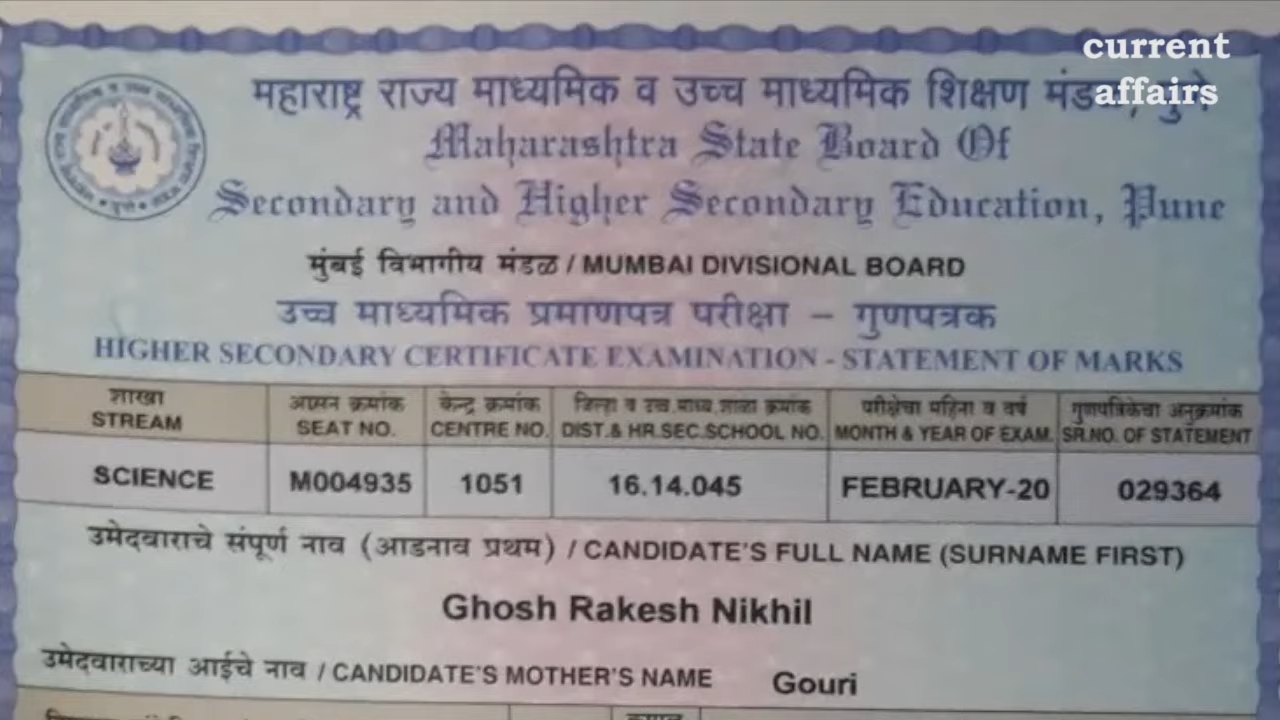 current
affairs
महाराष्ट्र राज्य माध्यमिक व उच्च माध्यमिक शिक्षण मंडळ, पुणे
Maharashtra State Board Of
Secondary and Higher Secondary Education, Pune
मुंबई विभागीय मंडळ / MUMBAI DIVISIONAL BOARD
उच्च माध्यमिक प्रमाणपत्र परीक्षा – गुणपत्रक
HIGHER SECONDARY CERTIFICATE EXAMINATION - STATEMENT OF MARKS
शाखा आसन क्रमांक केन्द्र क्रमांक जिल्हा व उच्च.माध्य.शाळा क्रमांक परीक्षेचा महिना व वर्ष गुणपत्रिकेचा अनुक्रमांक
STREAM SEAT NO. CENTRE NO. DIST.& HR.SEC.SCHOOL NO. MONTH & YEAR OF EXAM. SR.NO. OF STATEMENT
SCIENCE M004935 1051 16.14.045 FEBRUARY-20 029364
उमेदवाराचे संपूर्ण नाव (आडनाव प्रथम) / CANDIDATE'S FULL NAME (SURNAME FIRST)
Ghosh Rakesh Nikhil
उमेदवाराच्या आईचे नाव / CANDIDATE'S MOTHER'S NAME Gouri